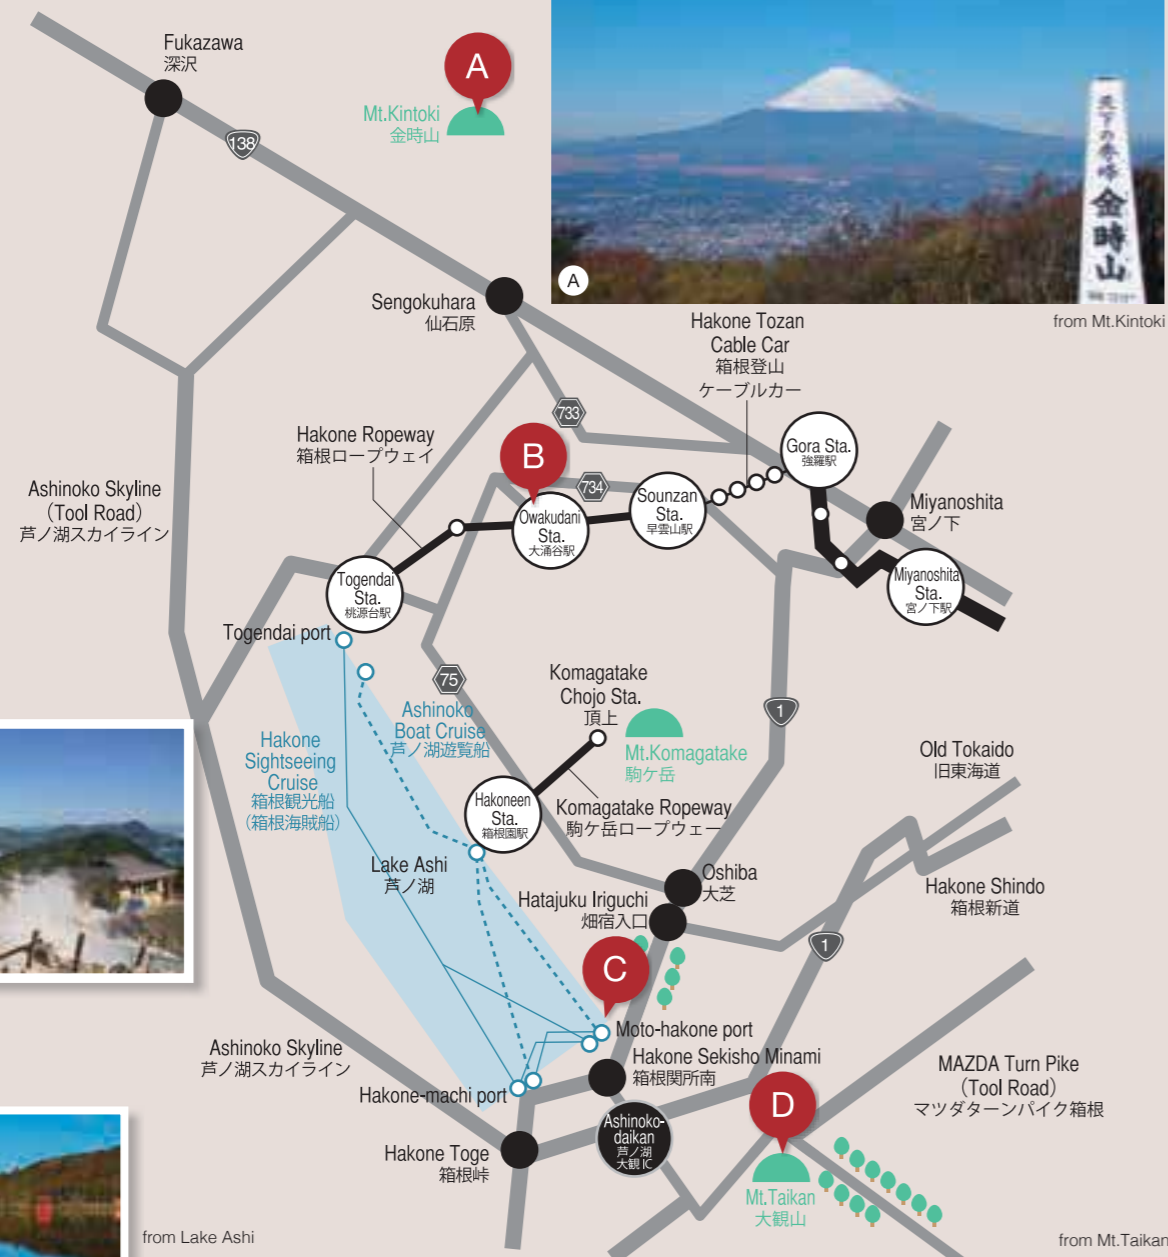 Fukazawa
深沢
138
A
Mt.Kintoki
金時山
天下の秀峰
金時山
A
from Mt.Kintoki
Sengokuhara
仙石原
Hakone Tozan
Cable Car
箱根登山
ケーブルカー
733
Hakone Ropeway
箱根ロープウェイ
B
734
Gora Sta.
強羅駅
Ashinoko Skyline
（Tool Road）
芦ノ湖スカイライン
Owakudani
Sta.
大涌谷駅
Sounzan
Sta.
早雲山駅
Miyanoshita
宮ノ下
Togendai
Sta.
桃源台駅
Miyanoshita
Sta.
宮ノ下駅
Togendai port
75
Komagatake
Chojo Sta.
頂上
1
Ashinoko
Boat Cruise
芦ノ湖遊覧船
Hakone
Sightseeing
Cruise
箱根観光船
（箱根海賊船）
Mt.Komagatake
駒ケ岳
Old Tokaido
旧東海道
Hakoneen
Sta.
箱根園駅
Komagatake Ropeway
駒ケ岳ロープウェー
Lake Ashi
芦ノ湖
Oshiba
大芝
Hatajuku Iriguchi
畑宿入口
Hakone Shindo
箱根新道
1
C
Moto-hakone port
Ashinoko Skyline
芦ノ湖スカイライン
Hakone Sekisho Minami
箱根関所南
MAZDA Turn Pike
（Tool Road）
マツダターンパイク箱根
Hakone-machi port
D
Ashinoko-
daikan
芦ノ湖
大観 IC
Hakone Toge
箱根峠
Mt.Taikan
大観山
from Lake Ashi
from Mt.Taikan